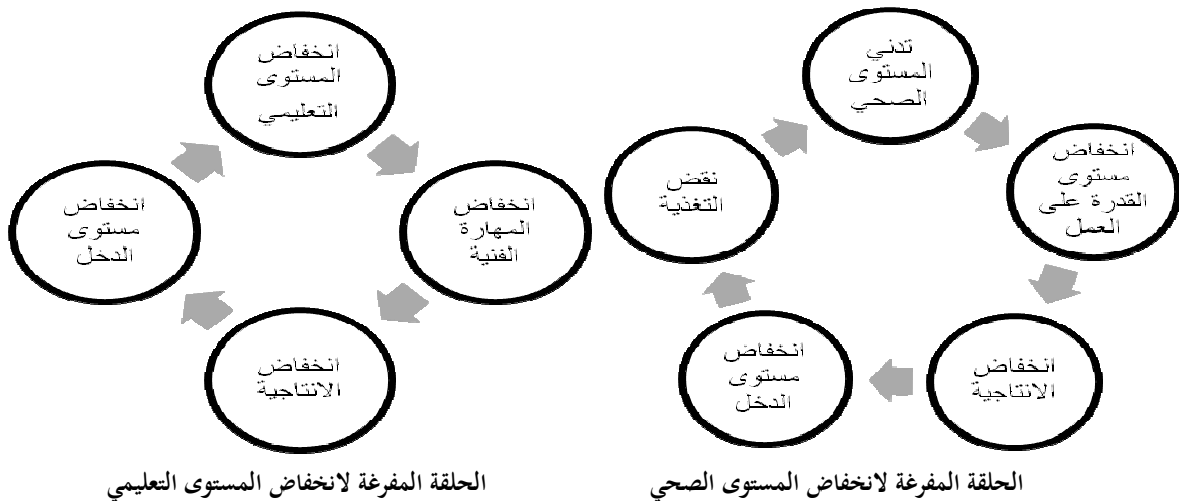 تدني
المستوى
الصحي
انخفاض
مستوى
القدرة على
العمل
انخفاض
الانتاجية
انخفاض
مستوى
الدخل
نقض
التغذية
الحلقة المفرغة لانخفاض المستوى الصحي
انخفاض
المستوى
التعليمي
انخفاض
المهارة
الفنية
انخفاض
الانتاجية
انخفاض
مستوى
الدخل
الحلقة المفرغة لانخفاض المستوى التعليمي